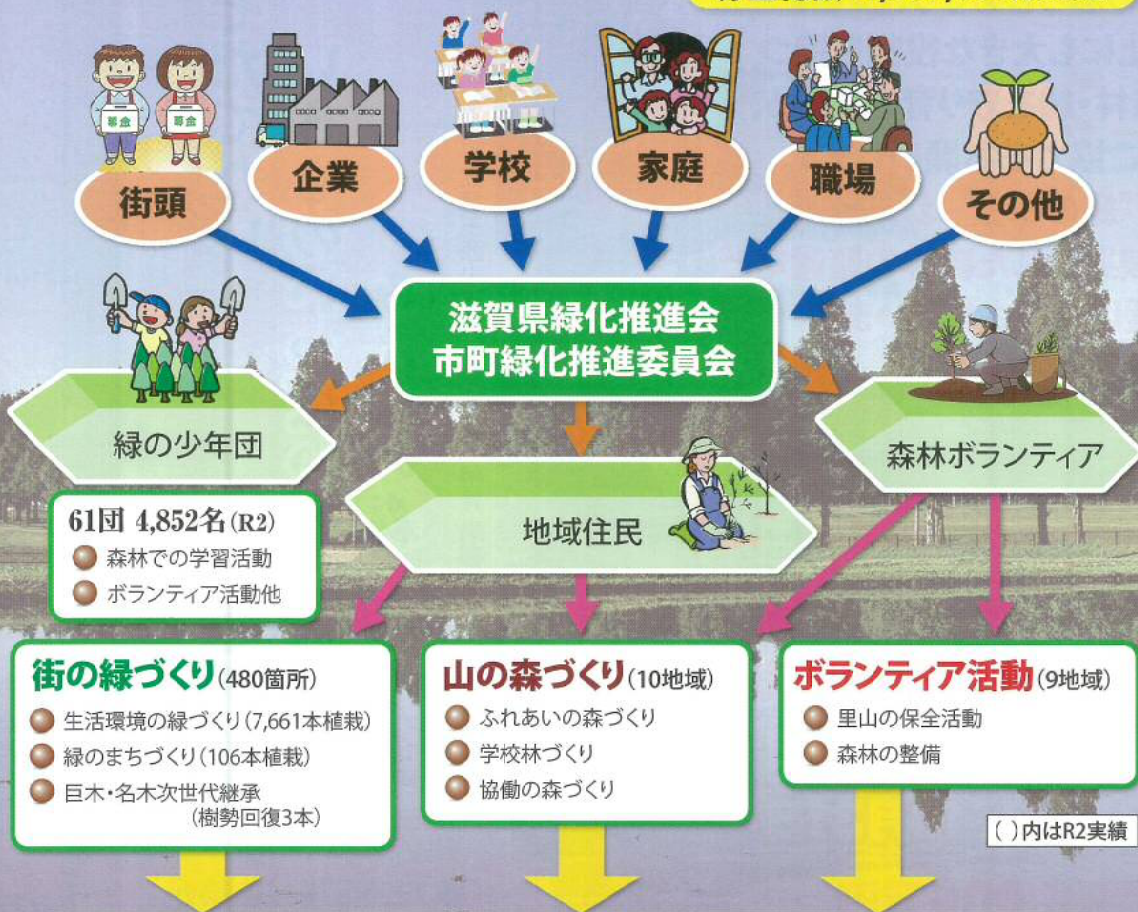 募金
募金
街頭
企業
学校
家庭
職場
その他
滋賀県緑化推進会
市町緑化推進委員会
緑の少年団
森林ボランティア
地域住民
61団 4,852名(R2)
森林での学習活動
ボランティア活動他
街の緑づくり(480箇所)
生活環境の緑づくり(7,661本植栽)
緑のまちづくり(106本植栽)
巨木・名木次世代継承
(樹勢回復3本)
山の森づくり(10地域)
ふれあいの森づくり
学校林づくり
協働の森づくり
ボランティア活動(9地域)
里山の保全活動
森林の整備
( )内はR2実績